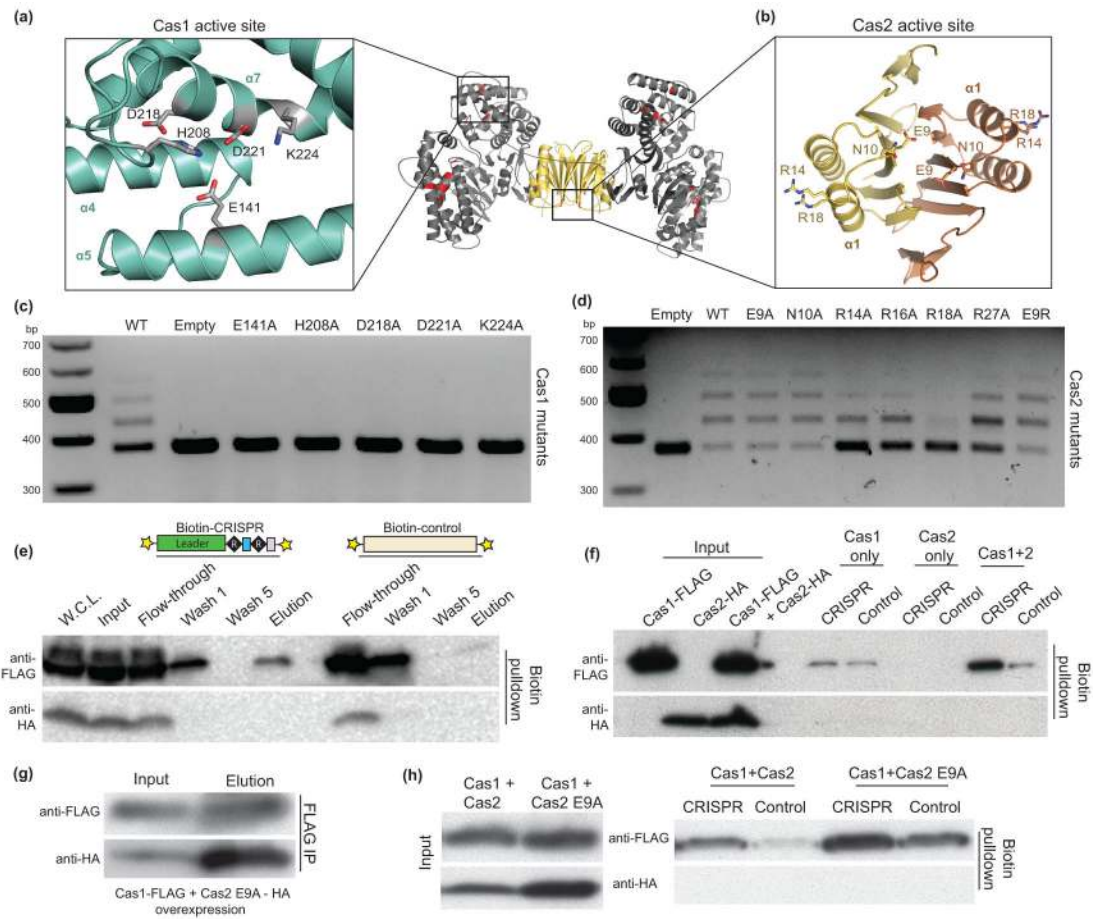 (a)
Cas1 active site
α7
D218
H208
D221
K224
α4
E141
α5
(b)
Cas2 active site
α1
R18
E9
N10
R14
N10
R14
E9
R18
α1
(c)
bp
WT
Empty
E141A
H208A
D218A
D221A
K224A
700
600
500
400
300
Cas1 mutants
(d)
bp
Empty
WT
E9A
N10A
R14A
R16A
R18A
R27A
E9R
700
600
500
400
300
Cas2 mutants
(e)
Biotin-CRISPR
Leader
R
R
Biotin-control
W.C.L.
Input
Flow-through
Wash 1
Wash 5
Elution
Flow-through
Wash 1
Wash 5
Elution
anti-
FLAG
anti-
HA
Biotin
pulldown
(f)
Input
Cas1
only
Cas2
only
Cas1+2
Cas1-FLAG
Cas2-HA
Cas1-FLAG
+ Cas2-HA
CRISPR
Control
CRISPR
Control
CRISPR
Control
anti-
FLAG
anti-
HA
Biotin
pulldown
(g)
Input
Elution
anti-FLAG
anti-HA
FLAG IP
Cas1-FLAG + Cas2 E9A - HA
overexpression
(h)
Cas1 +
Cas2
Cas1 +
Cas2 E9A
Input
anti-FLAG
anti-HA
Cas1+Cas2
Cas1+Cas2 E9A
CRISPR
Control
CRISPR
Control
Biotin
pulldown